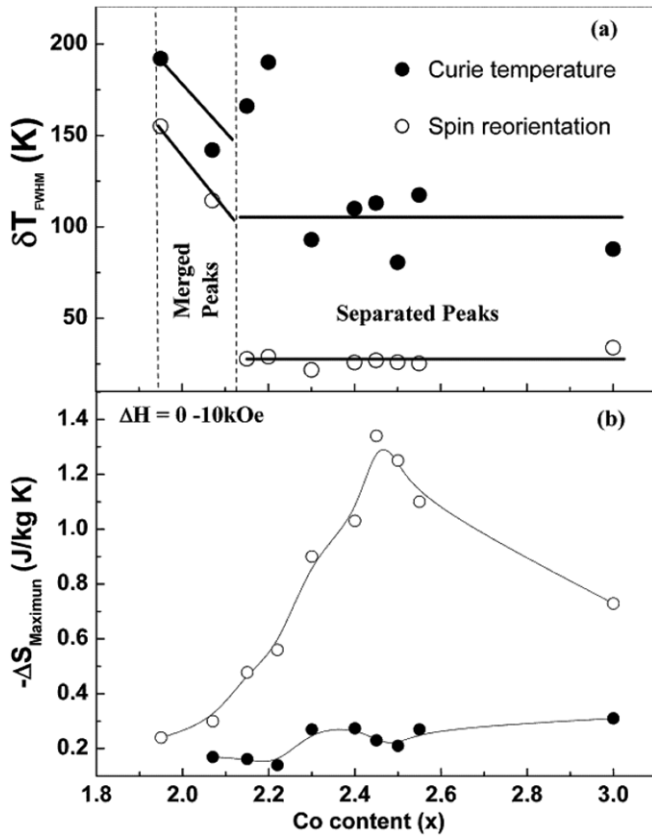 (a)
200
Curie temperature
150
Spin reorientation
δT_FWHM (K)
100
Merged
Peaks
Separated Peaks
50
1.4
ΔH = 0 -10kOe
(b)
1.2
1.0
-ΔS_Maximun (J/kg K)
0.8
0.6
0.4
0.2
1.8 2.0 2.2 2.4 2.6 2.8 3.0
Co content (x)